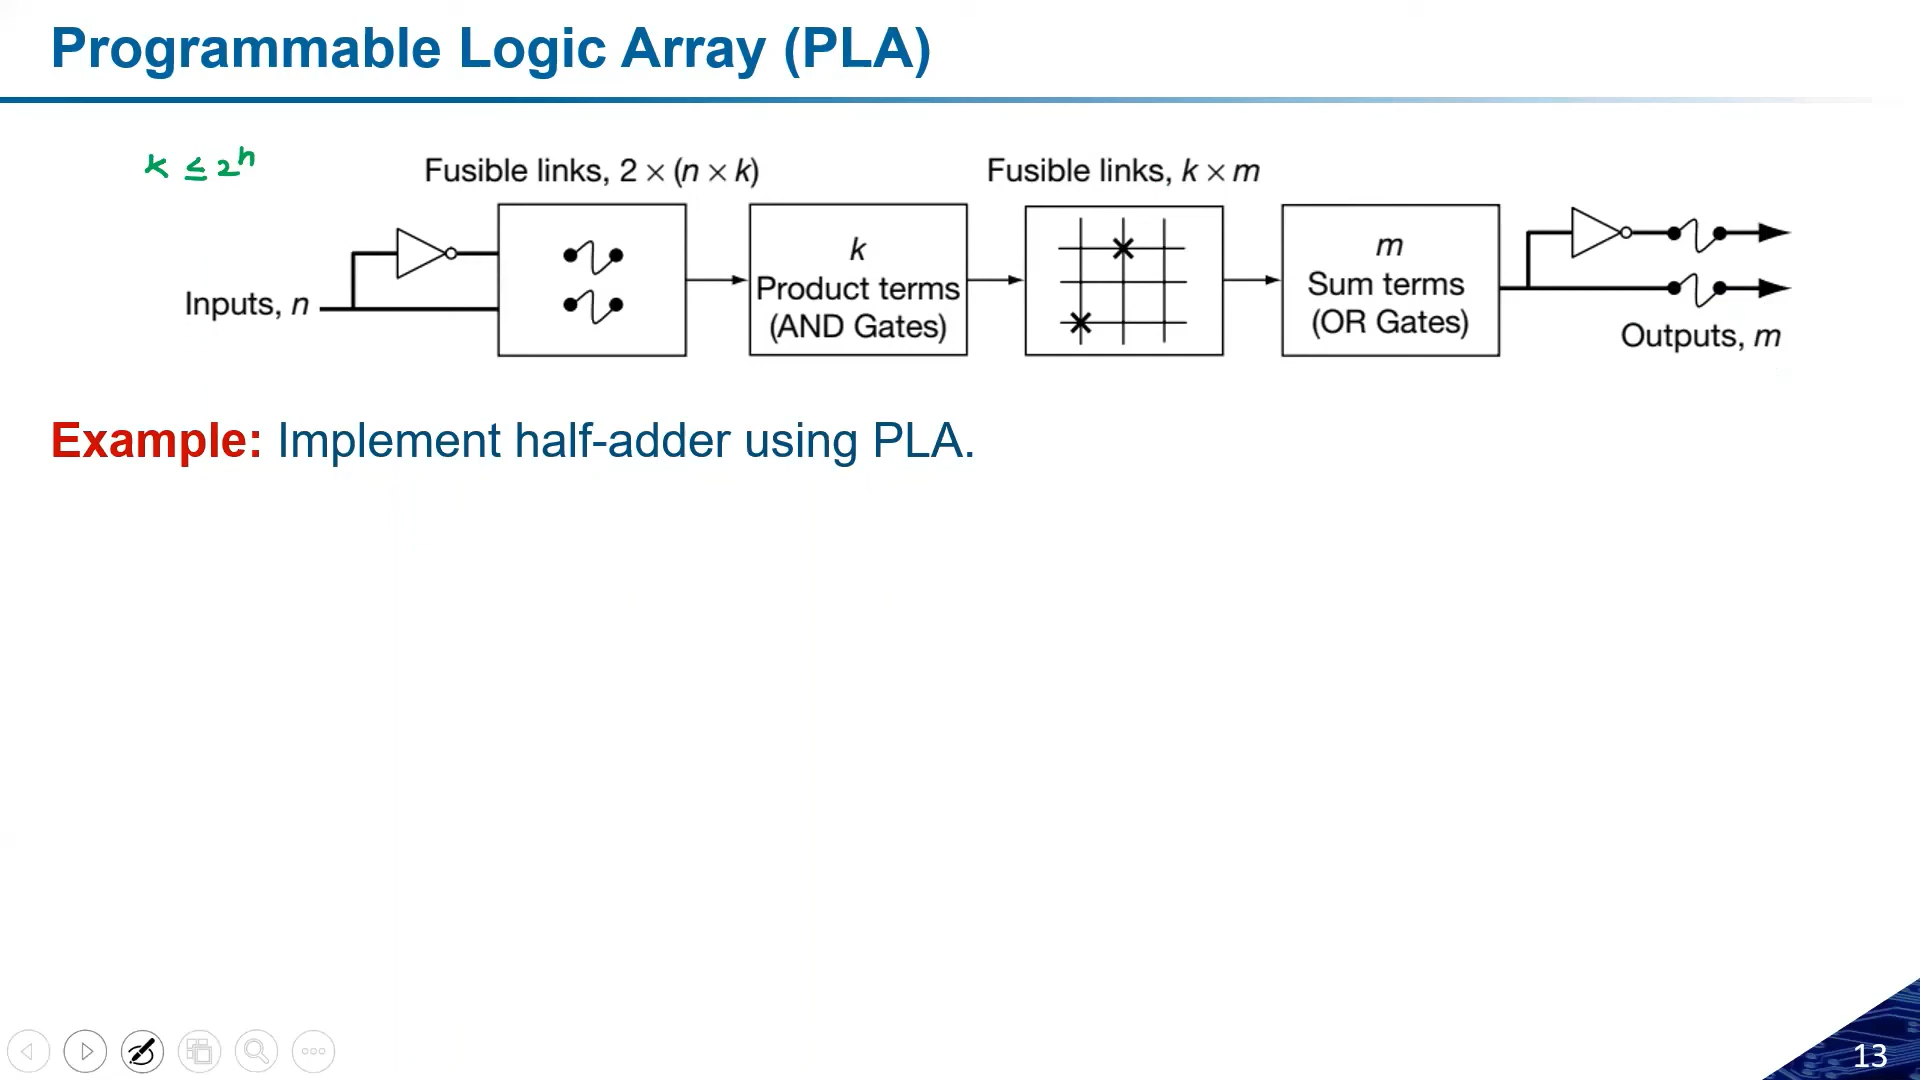 Programmable Logic Array (PLA)
k ≤ 2ⁿ
Fusible links, 2 × (n × k)
Fusible links, k × m
Inputs, n
k
Product terms
(AND Gates)
m
Sum terms
(OR Gates)
Outputs, m
Example: Implement half-adder using PLA.
13